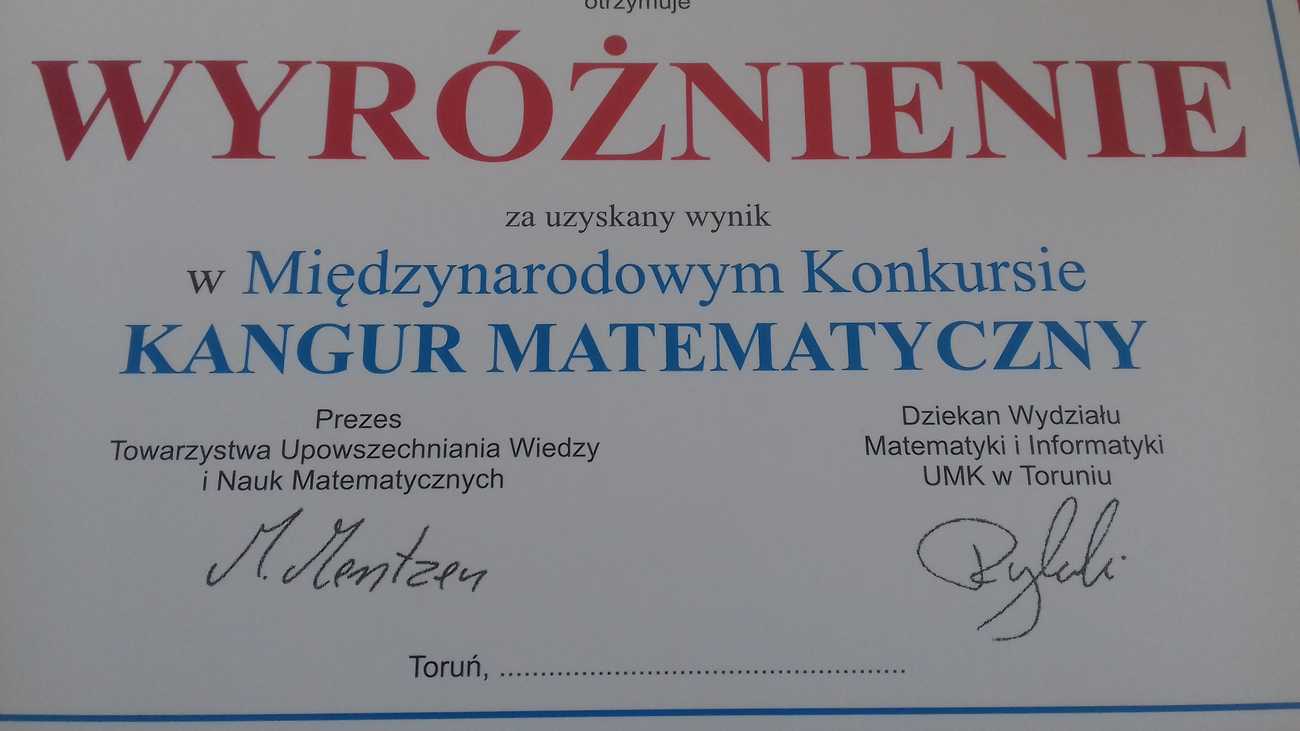 otrzymuje
WYRÓŻNIENIE
za uzyskany wynik
w Międzynarodowym Konkursie
KANGUR MATEMATYCZNY
Prezes
Towarzystwa Upowszechniania Wiedzy
i Nauk Matematycznych
M. Mentzen
Dziekan Wydziału
Matematyki i Informatyki
UMK w Toruniu
Toruń, ....................................................